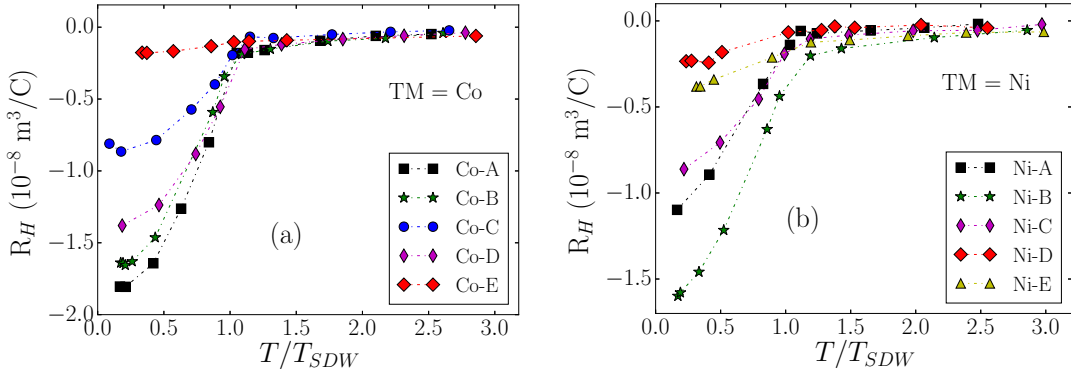 0.0
−0.5
−1.0
−1.5
−2.0
R_H (10⁻⁸ m³/C)
TM = Co
(a)
Co-A
Co-B
Co-C
Co-D
Co-E
0.0 0.5 1.0 1.5 2.0 2.5 3.0
T/T_SDW
0.0
−0.5
−1.0
−1.5
R_H (10⁻⁸ m³/C)
TM = Ni
(b)
Ni-A
Ni-B
Ni-C
Ni-D
Ni-E
0.0 0.5 1.0 1.5 2.0 2.5 3.0
T/T_SDW